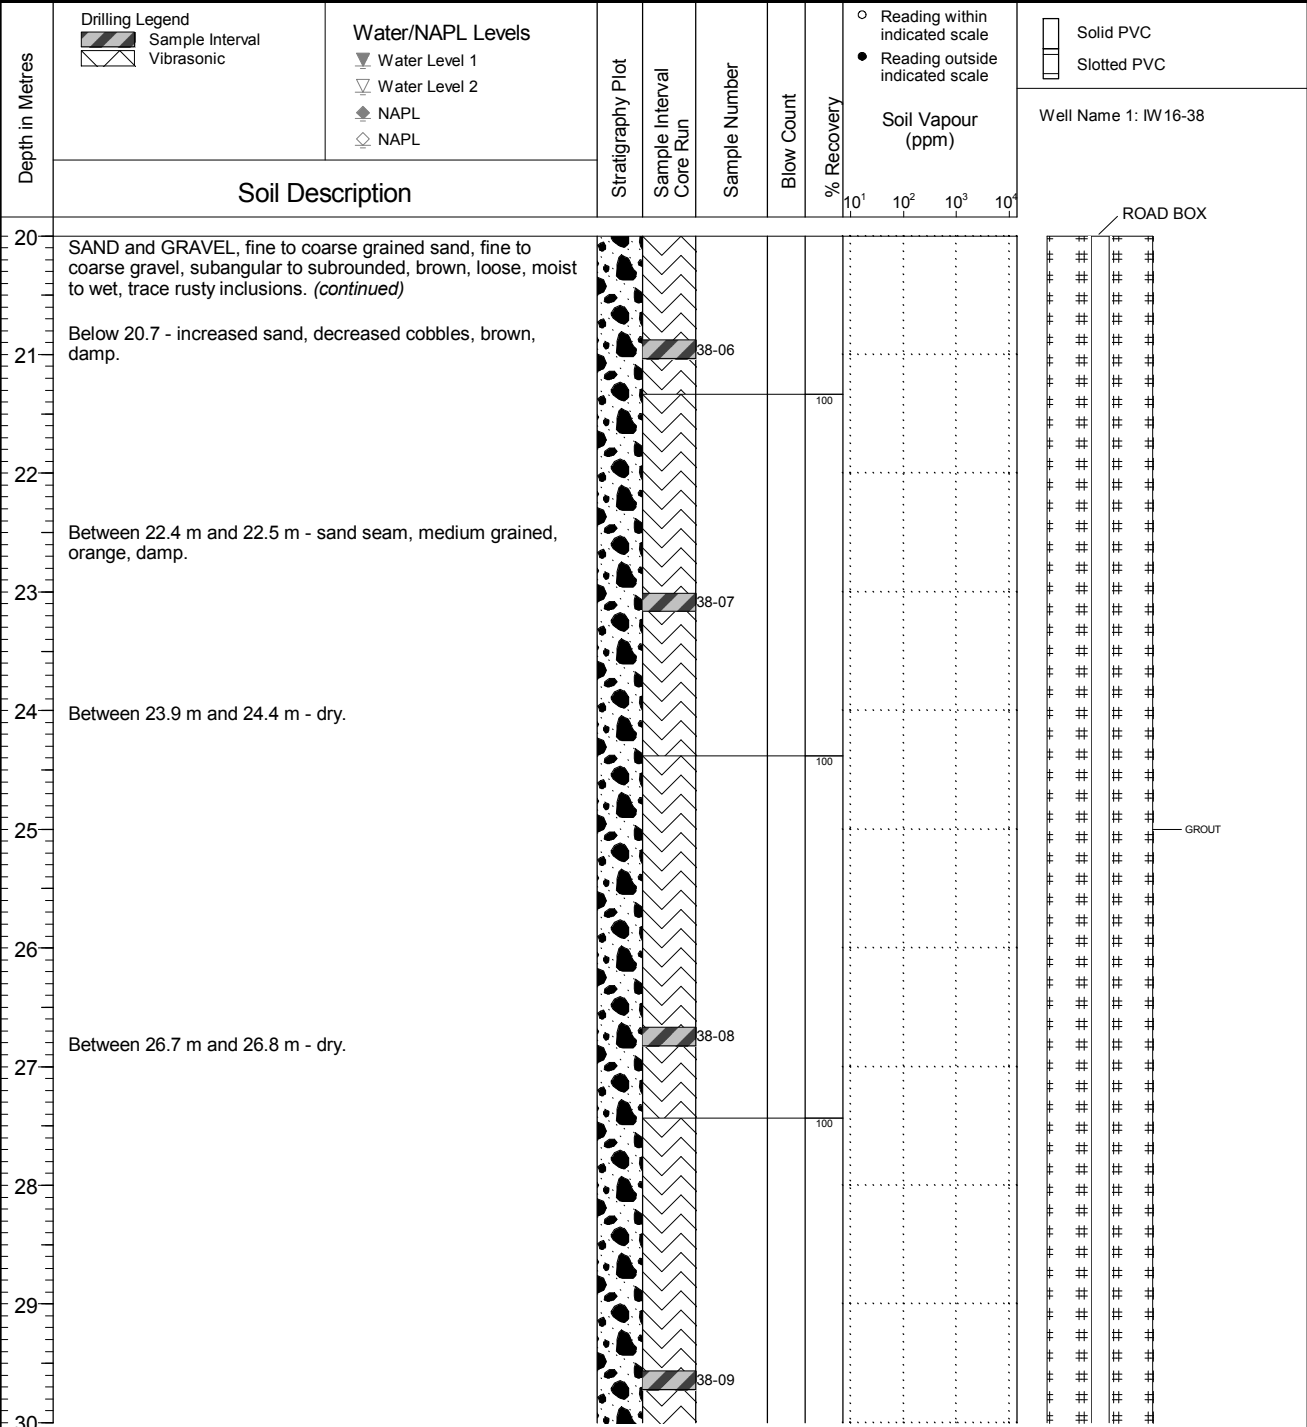 Drilling Legend
Sample Interval
Vibrasonic
Water/NAPL Levels
Water Level 1
Water Level 2
NAPL
NAPL
Depth in Metres
Soil Description
Stratigraphy Plot
Sample Interval
Core Run
Sample Number
Blow Count
% Recovery
Reading within
indicated scale
Reading outside
indicated scale
Soil Vapour
(ppm)
10¹ 10² 10³ 10⁴
Solid PVC
Slotted PVC
Well Name 1: IW16-38
ROAD BOX
20
SAND and GRAVEL, fine to coarse grained sand, fine to
coarse gravel, subangular to subrounded, brown, loose, moist
to wet, trace rusty inclusions. (continued)
Below 20.7 - increased sand, decreased cobbles, brown,
damp.
21
38-06
100
22
Between 22.4 m and 22.5 m - sand seam, medium grained,
orange, damp.
23
38-07
24
Between 23.9 m and 24.4 m - dry.
100
25
GROUT
26
38-08
Between 26.7 m and 26.8 m - dry.
27
100
28
29
38-09
30